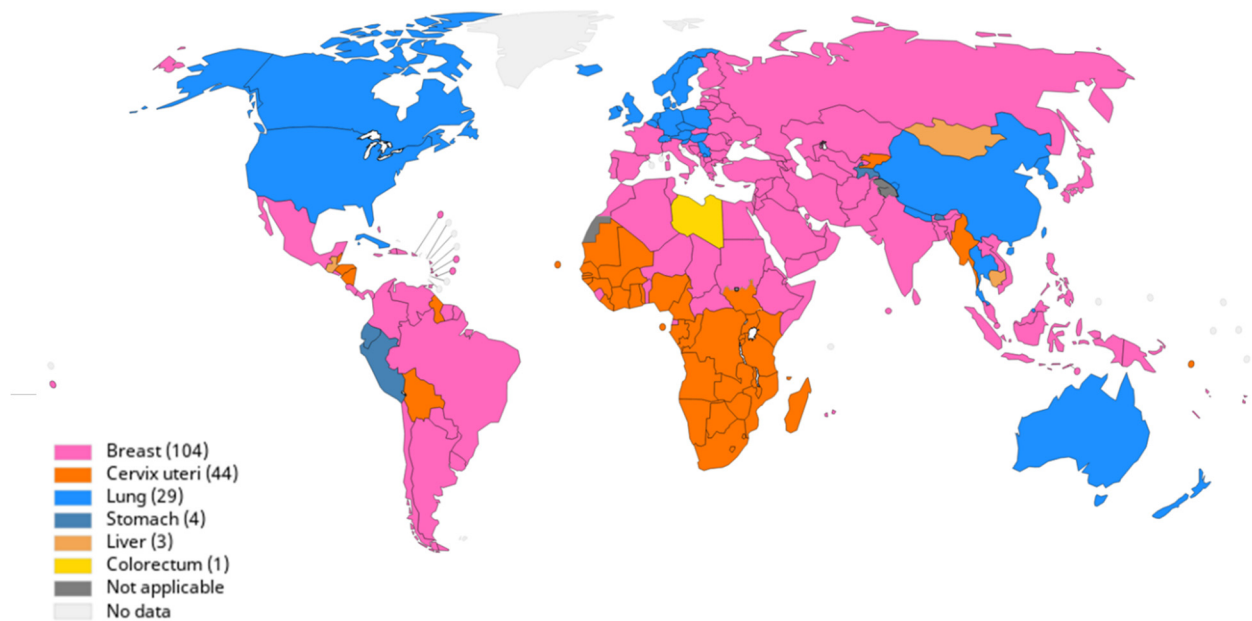 Breast (104)
Cervix uteri (44)
Lung (29)
Stomach (4)
Liver (3)
Colorectum (1)
Not applicable
No data